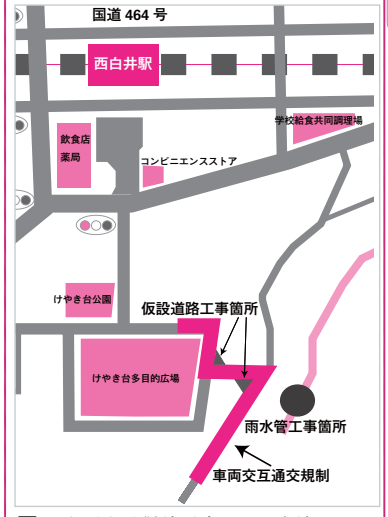 国道 464 号
西白井駅
学校給食共同調理場
飲食店
薬局
コンビニエンスストア
けやき台公園
仮設道路工事箇所
けやき台多目的広場
雨水管工事箇所
車両交互通交規制